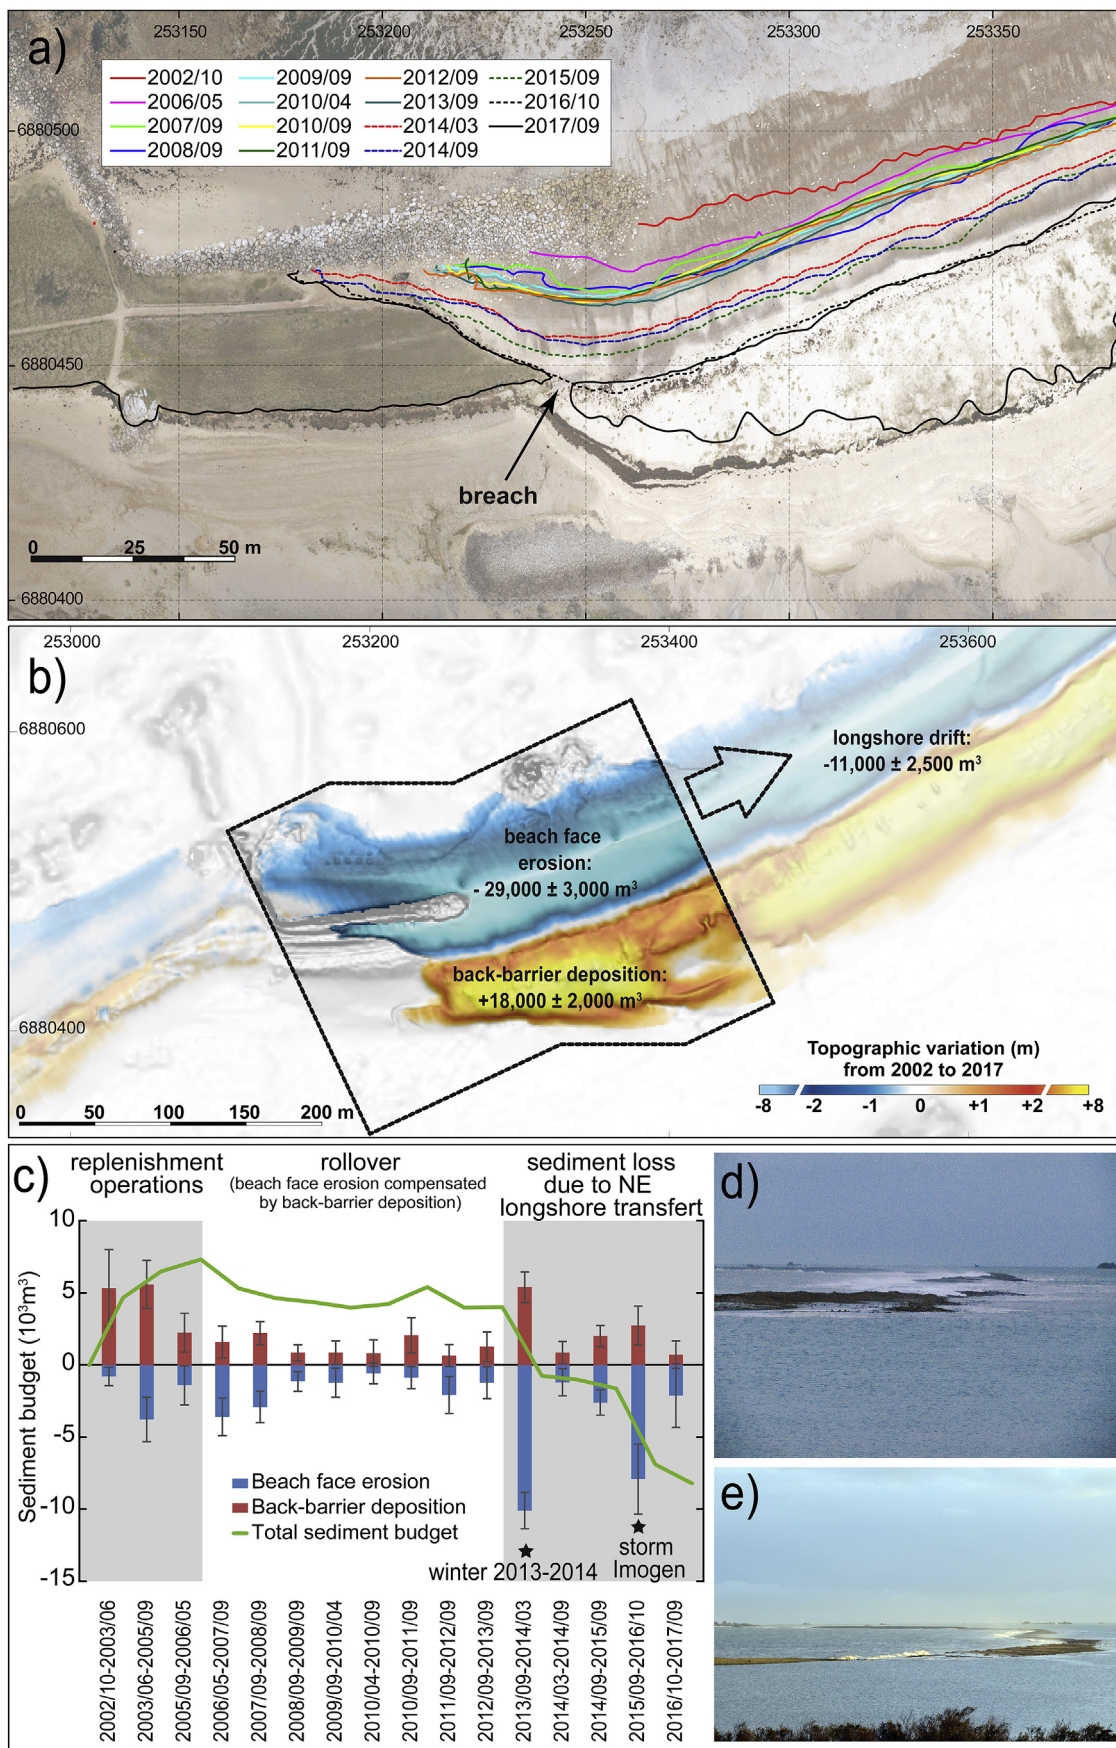 a)
253150
253200
253250
253300
253350
2002/10
2009/09
2012/09
2015/09
2006/05
2010/04
2013/09
2016/10
2007/09
2010/09
2014/03
2017/09
2008/09
2011/09
2014/09
6880500
6880450
breach
0 25 50 m
6880400
b)
253000
253200
253400
253600
6880600
longshore drift:
-11,000 ± 2,500 m³
beach face
erosion:
- 29,000 ± 3,000 m³
back-barrier deposition:
+18,000 ± 2,000 m³
6880400
Topographic variation (m)
from 2002 to 2017
-8 -2 -1 0 +1 +2 +8
0 50 100 150 200 m
c)
replenishment
operations
rollover
(beach face erosion compensated
by back-barrier deposition)
sediment loss
due to NE
longshore transfert
Sediment budget (10³m³)
10
5
0
-5
-10
-15
Beach face erosion
Back-barrier deposition
Total sediment budget
winter 2013-2014
storm
Imogen
2002/10-2003/06
2003/06-2005/09
2005/09-2006/05
2006/05-2007/09
2007/09-2008/09
2008/09-2009/09
2009/09-2010/04
2010/04-2010/09
2010/09-2011/09
2011/09-2012/09
2012/09-2013/09
2013/09-2014/03
2014/03-2014/09
2014/09-2015/09
2015/09-2016/10
2016/10-2017/09
d)
e)